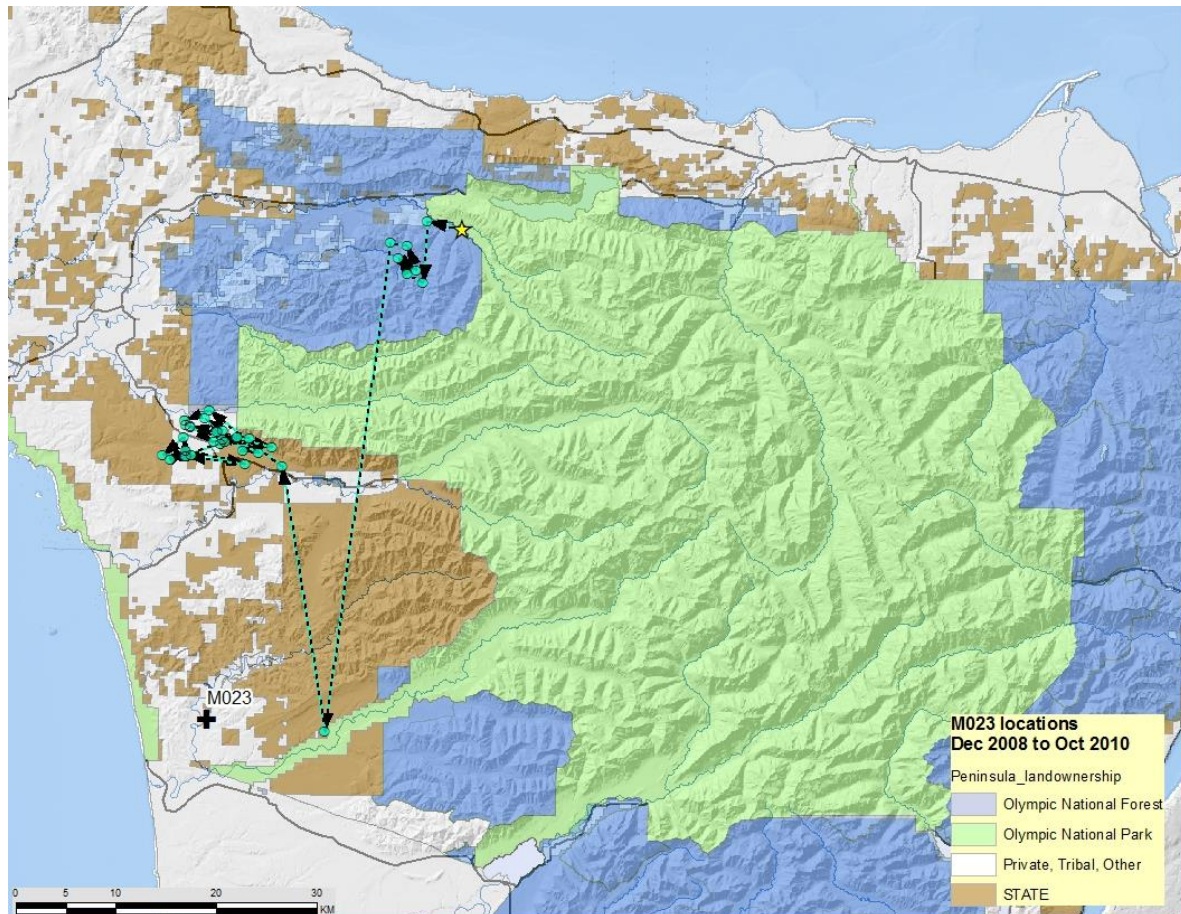 M023
M023 locations
Dec 2008 to Oct 2010
Peninsula_landownership
Olympic National Forest
Olympic National Park
Private, Tribal, Other
STATE
0 5 10 20 30
KM